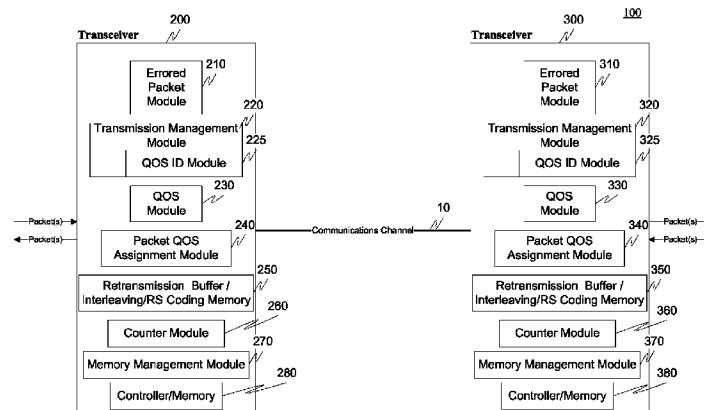 100
200
Transceiver
210
Errored
Packet
Module
220
Transmission Management
Module
225
QOS ID Module
230
QOS
Module
Packet(s)
Packet(s)
240
Packet QOS
Assignment Module
250
Retransmission Buffer /
Interleaving/RS Coding Memory
260
Counter Module
270
Memory Management Module
280
Controller/Memory
10
Communications Channel
300
Transceiver
310
Errored
Packet
Module
320
Transmission Management
Module
325
QOS ID Module
330
QOS
Module
Packet(s)
Packet(s)
340
Packet QOS
Assignment Module
350
Retransmission Buffer /
Interleaving/RS Coding Memory
360
Counter Module
370
Memory Management Module
380
Controller/Memory